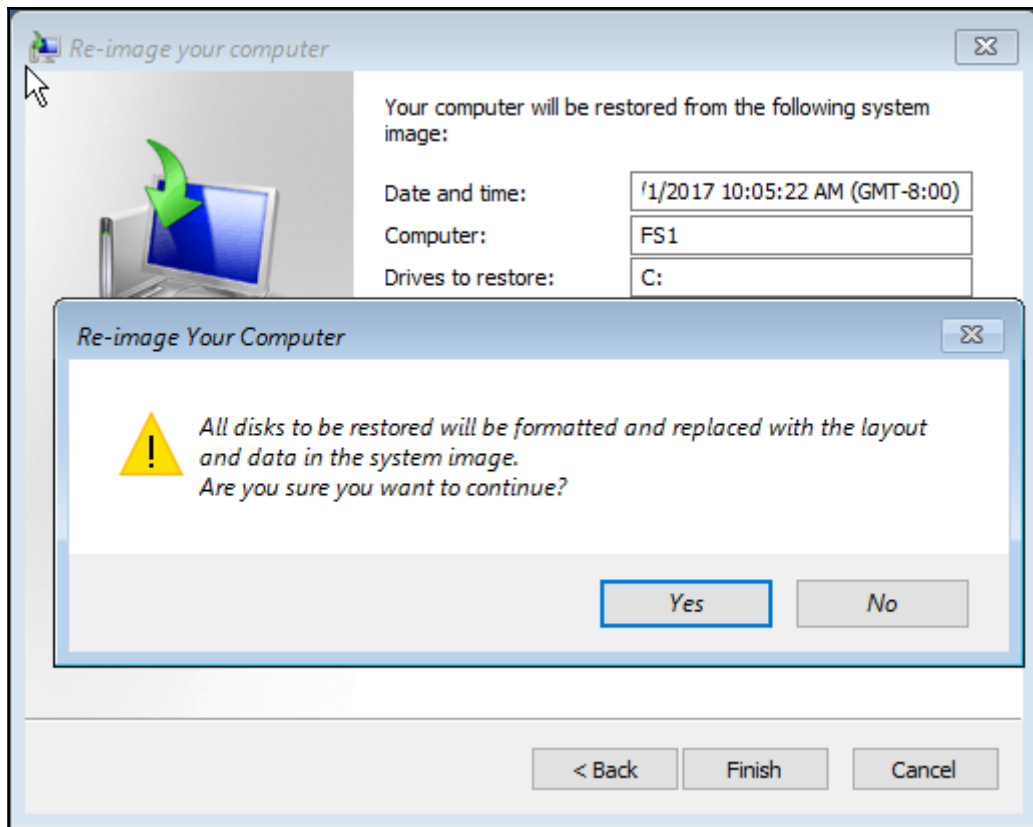 Re-image your computer
Your computer will be restored from the following system
image:
Date and time:
/1/2017 10:05:22 AM (GMT-8:00)
Computer:
FS1
Drives to restore:
C:
Re-image Your Computer
!
All disks to be restored will be formatted and replaced with the layout
and data in the system image.
Are you sure you want to continue?
Yes
No
< Back
Finish
Cancel